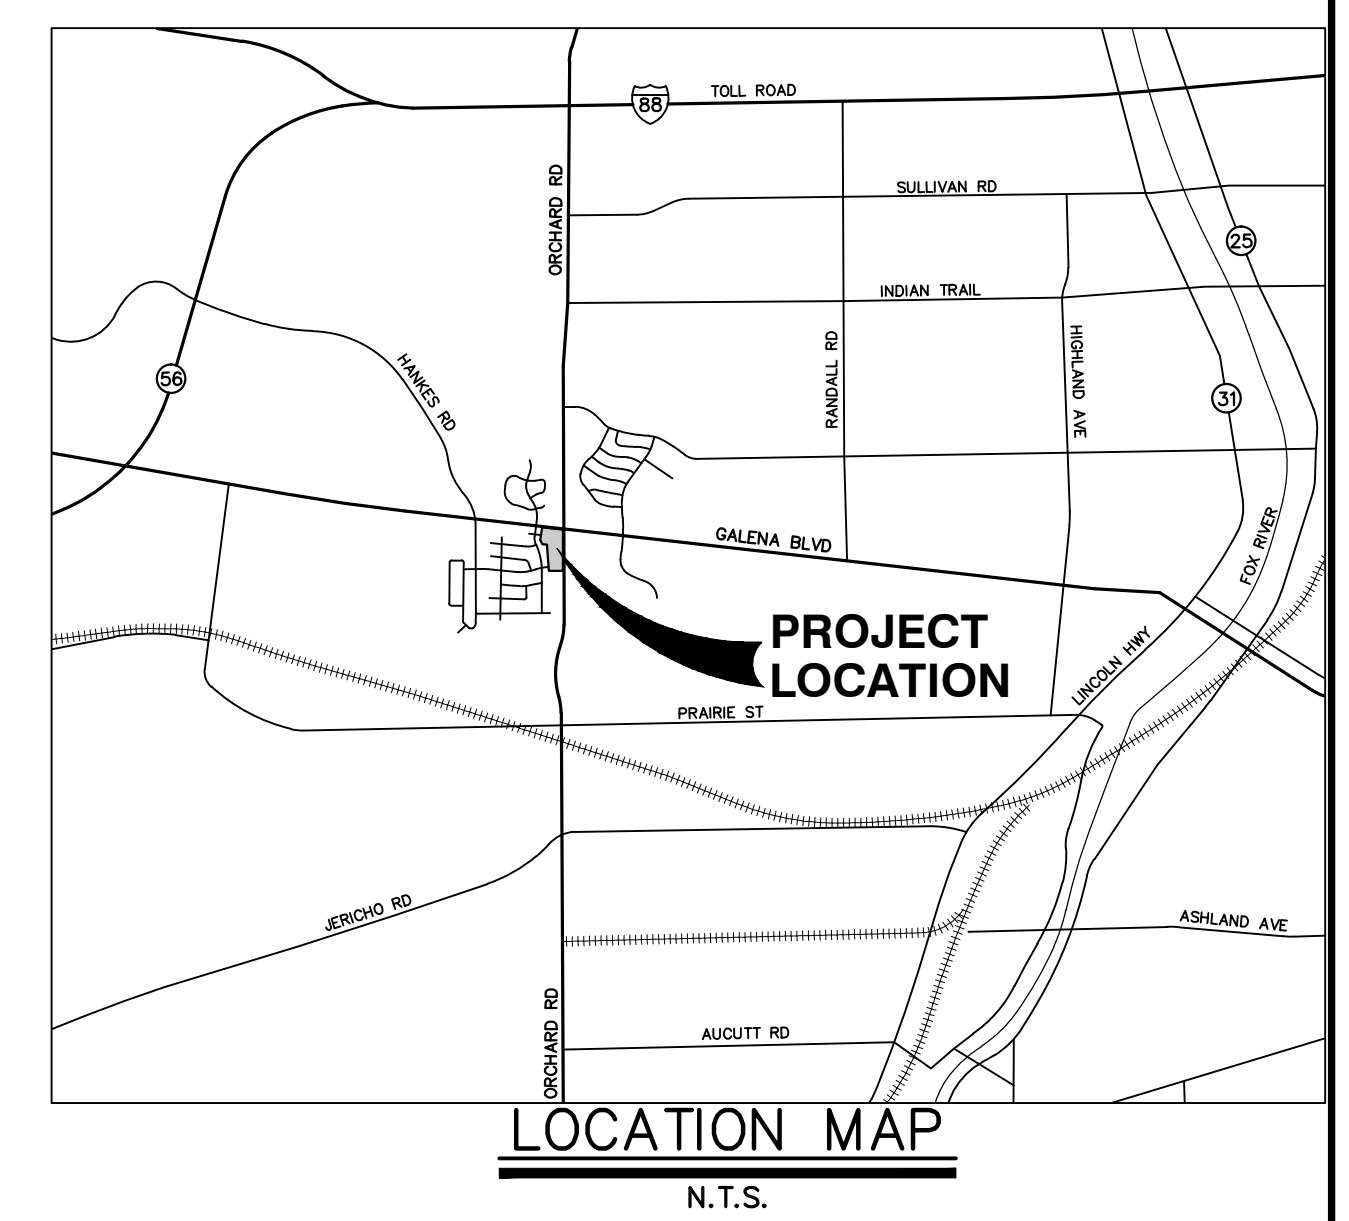 TOLL ROAD
88
ORCHARD RD
SULLIVAN RD
25
INDIAN TRAIL
RANDALL RD
HIGHLAND AVE
HANKES RD
56
31
GALENA BLVD
FOX RIVER
PROJECT
LOCATION
LINCOLN HWY
PRAIRIE ST
JERICHO RD
ASHLAND AVE
ORCHARD RD
AUCUTT RD
LOCATION MAP
N.T.S.